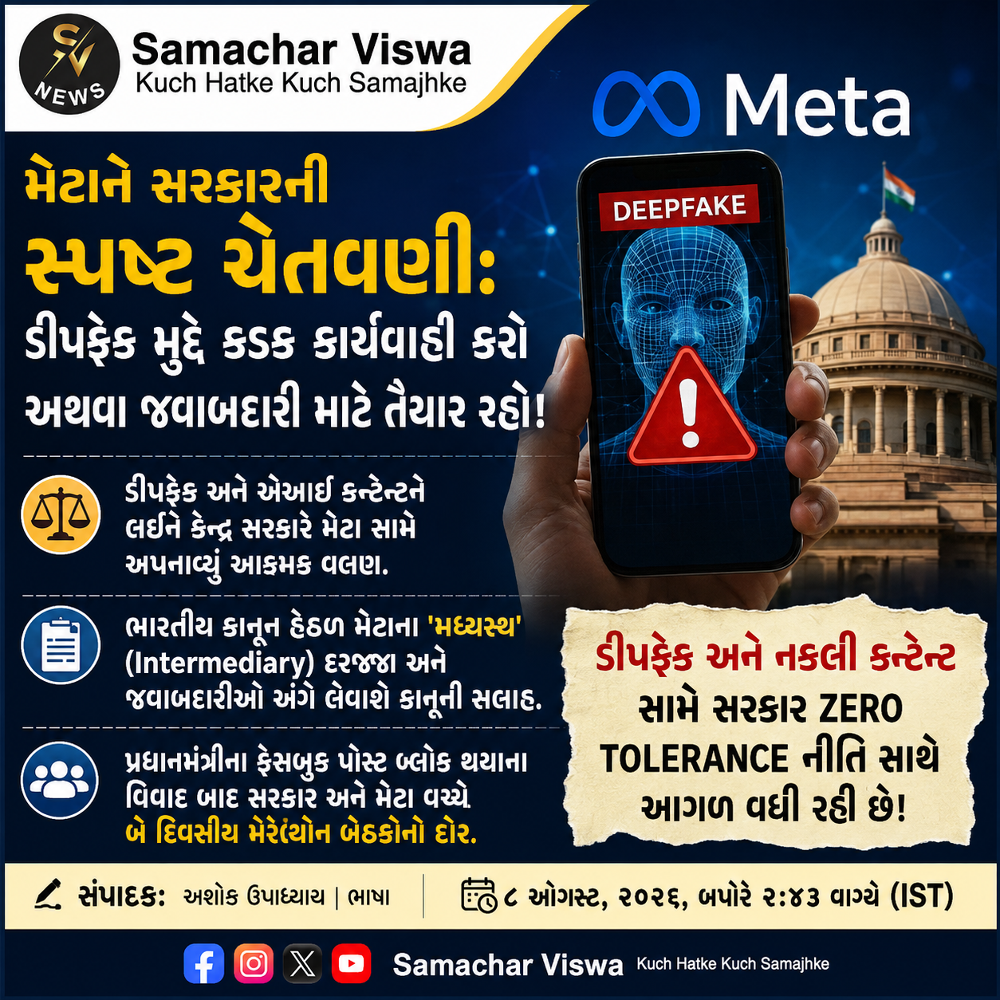 SV
NEWS
Samachar Viswa
Kuch Hatke Kuch Samajhke
Meta
મેટાને સરકારની
સ્પષ્ટ ચેતવણી:
ડીપફેક મુદ્દે કડક કાર્યવાહી કરો
અથવા જવાબદારી માટે તૈયાર રહો!
DEEPFAKE
ડીપફેક અને એઆઈ કન્ટેન્ટને
લઈને કેન્દ્ર સરકારે મેટા સામે
અપનાવ્યું આક્રમક વલણ.
ભારતીય કાનૂન હેઠળ મેટાના 'મધ્યસ્થ'
(Intermediary) દરજ્જા અને
જવાબદારીઓ અંગે લેવાશે કાનૂની સલાહ.
પ્રધાનમંત્રીના ફેસબુક પોસ્ટ બ્લોક થયાના
વિવાદ બાદ સરકાર અને મેટા વચ્ચે
બે દિવસીય બેઠકોનો દોર.
ડીપફેક અને નકલી કન્ટેન્ટ
સામે સરકાર ZERO
TOLERANCE નીતિ સાથે
આગળ વધી રહી છે!
સંપાદક: અશોક ઉપાધ્યાય | ભાષા
૮ ઓગસ્ટ, ૨૦૨૬, બપોરે ૨:૪૩ વાગ્યે (IST)
Samachar Viswa Kuch Hatke Kuch Samajhke